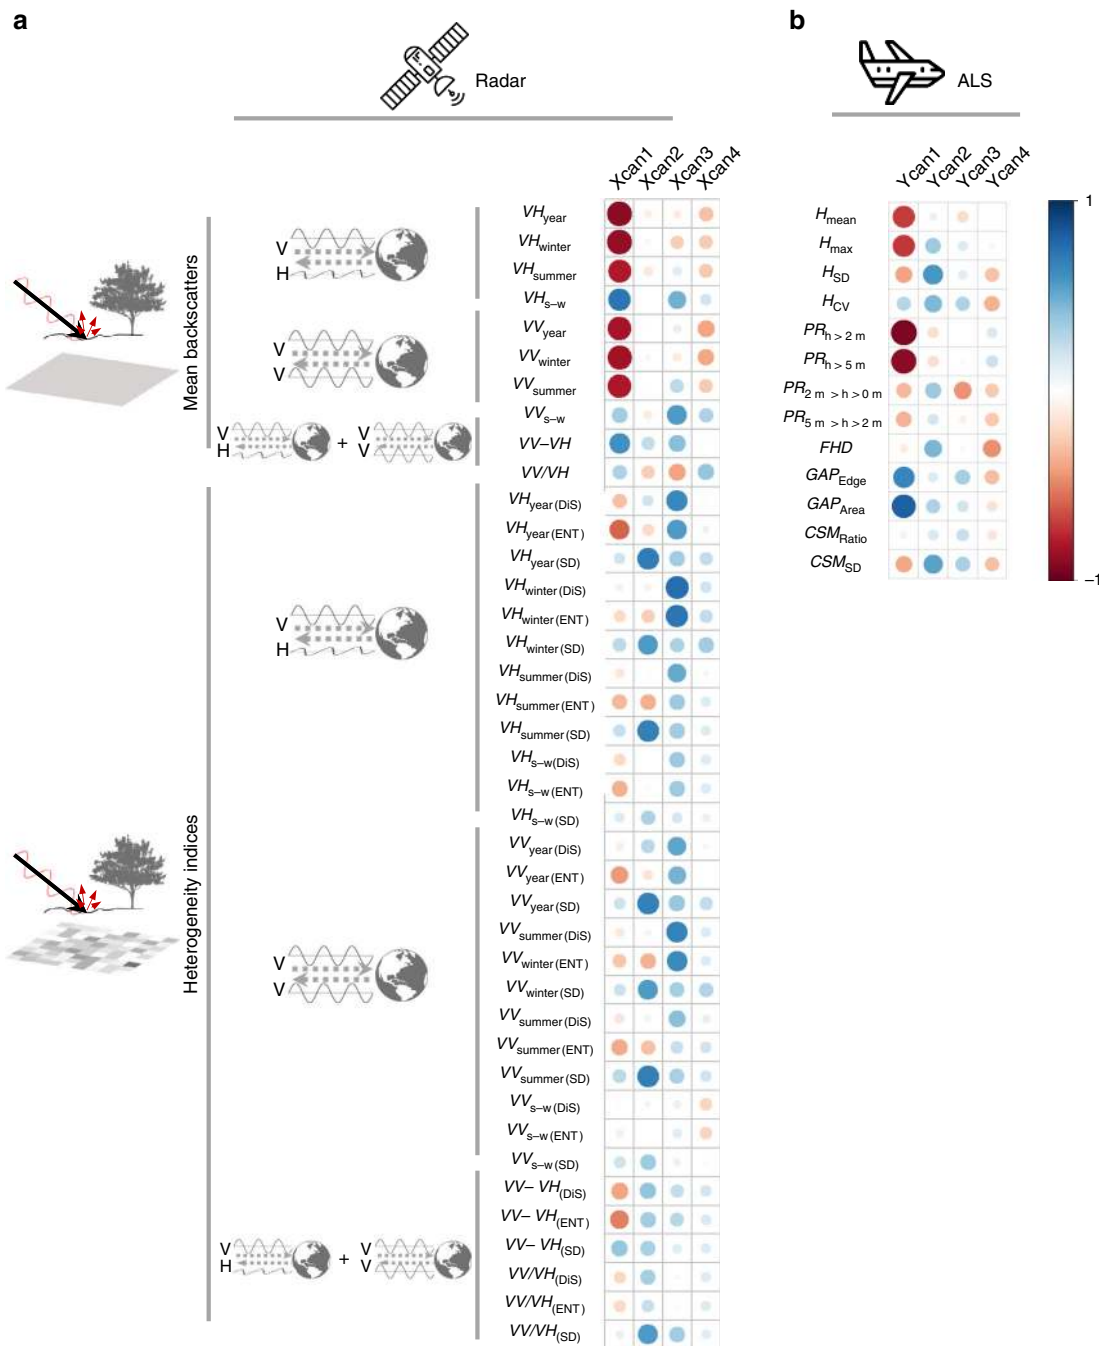 a
b
Radar
ALS
Xcan1
Xcan2
Xcan3
Xcan4
Ycan1
Ycan2
Ycan3
Ycan4
1
−1
Mean backscatters
Heterogeneity indices
V
H
V
V
V
H
+
V
V
V
H
V
V
V
H
+
V
V
VHyear
VHwinter
VHsummer
VHs–w
VVyear
VVwinter
VVsummer
VVs–w
VV–VH
VV/VH
VHyear(DiS)
VHyear(ENT)
VHyear(SD)
VHwinter(DiS)
VHwinter(ENT)
VHwinter(SD)
VHsummer(DiS)
VHsummer(ENT)
VHsummer(SD)
VHs–w(DiS)
VHs–w(ENT)
VHs–w(SD)
VVyear(DiS)
VVyear(ENT)
VVyear(SD)
VVsummer(DiS)
VVwinter(ENT)
VVwinter(SD)
VVsummer(DiS)
VVsummer(ENT)
VVsummer(SD)
VVs–w(DiS)
VVs–w(ENT)
VVs–w(SD)
VV– VH(DiS)
VV– VH(ENT)
VV– VH(SD)
VV/VH(DiS)
VV/VH(ENT)
VV/VH(SD)
Hmean
Hmax
HSD
HCV
PRh > 2 m
PRh > 5 m
PR2 m > h > 0 m
PR5 m > h > 2 m
FHD
GAPEdge
GAPArea
CSMRatio
CSMSD